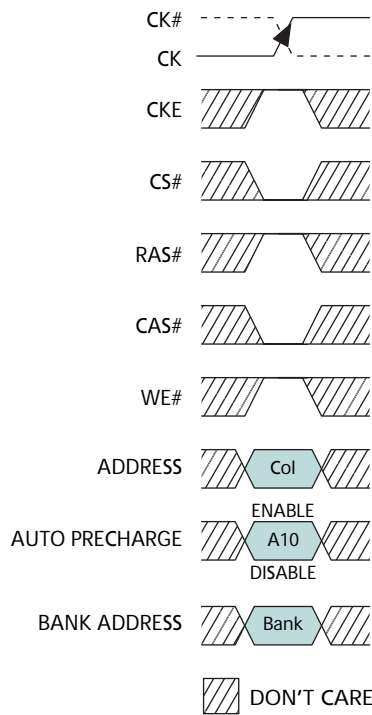 CK#
CK
CKE
CS#
RAS#
CAS#
WE#
ADDRESS
Col
ENABLE
AUTO PRECHARGE
A10
DISABLE
BANK ADDRESS
Bank
DON'T CARE